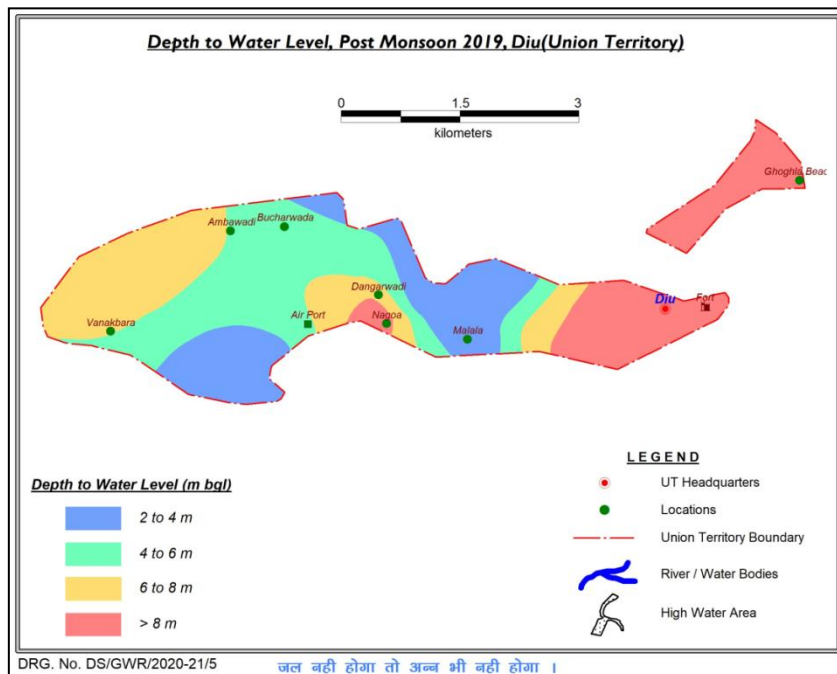 Depth to Water Level, Post Monsoon 2019, Diu(Union Territory)
0 1.5 3
kilometers
Ghoghla Beac
Ambawadi
Bucharwada
Dangarwadi
Diu
Fort
Vanakbara
Air Port
Nagoa
Malala
LEGEND
UT Headquarters
Locations
Union Territory Boundary
River / Water Bodies
High Water Area
Depth to Water Level (m bgl)
2 to 4 m
4 to 6 m
6 to 8 m
> 8 m
DRG. No. DS/GWR/2020-21/5
जल नही होगा तो अन्न भी नही होगा ।